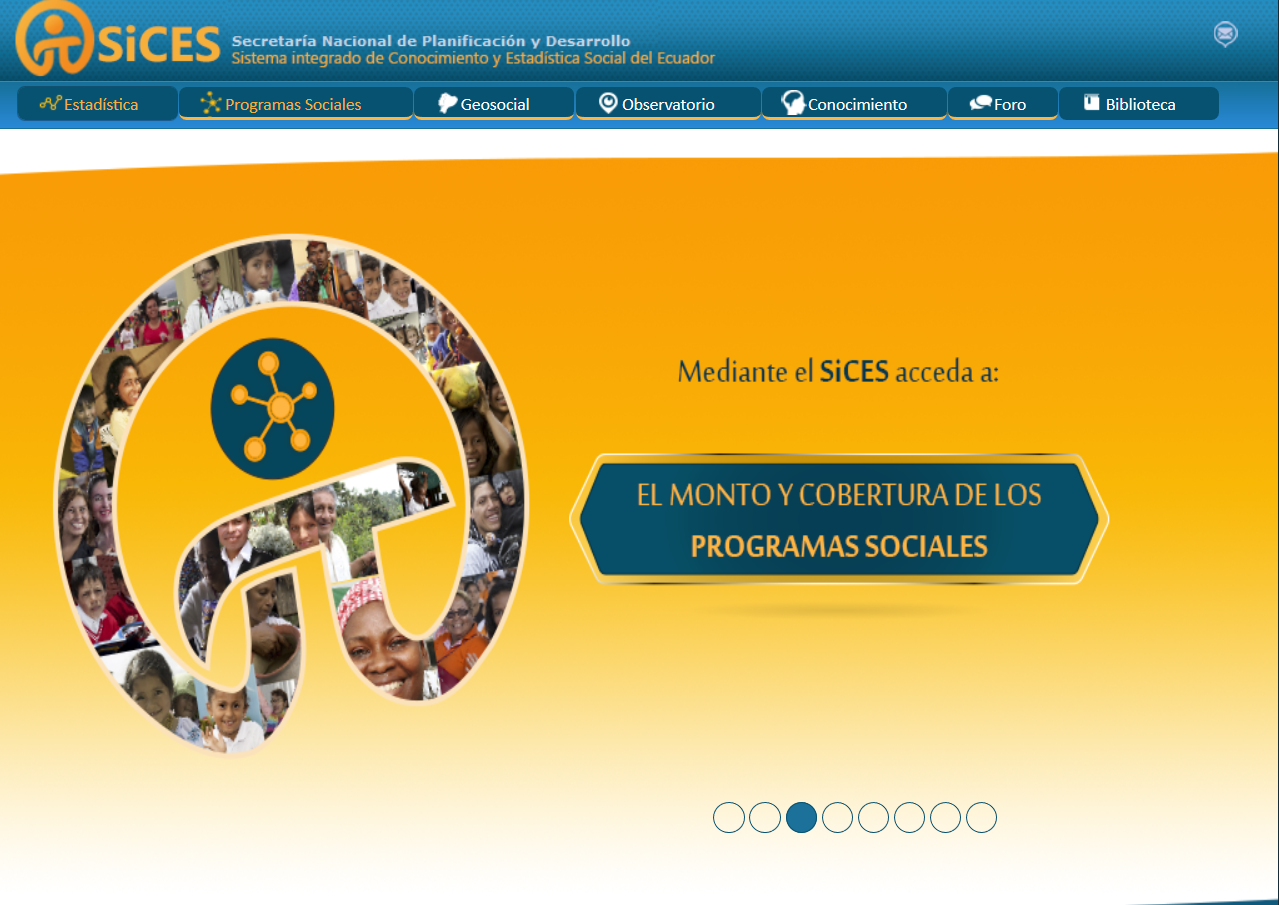 SiCES
Secretaría Nacional de Planificación y Desarrollo
Sistema integrado de Conocimiento y Estadística Social del Ecuador
Estadística
Programas Sociales
Geosocial
Observatorio
Conocimiento
Foro
Biblioteca
Mediante el SiCES acceda a:
EL MONTO Y COBERTURA DE LOS
PROGRAMAS SOCIALES